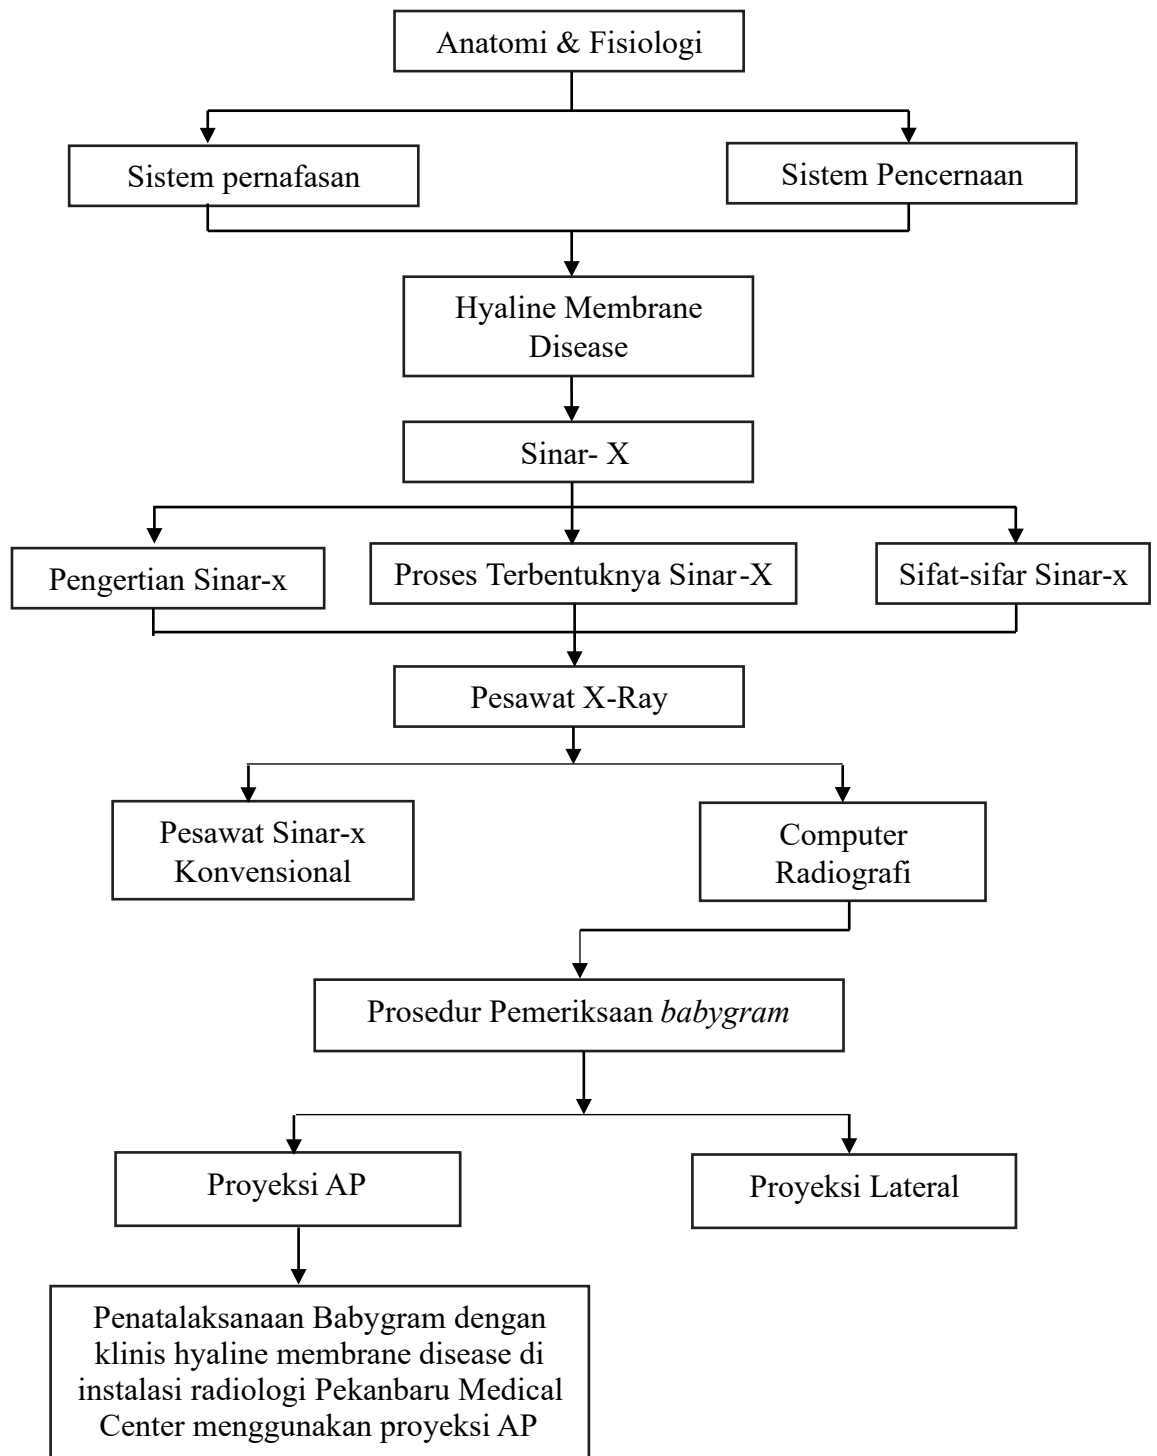 Anatomi & Fisiologi
Sistem pernafasan
Sistem Pencernaan
Hyaline Membrane
Disease
Sinar- X
Pengertian Sinar-x
Proses Terbentuknya Sinar-X
Sifat-sifar Sinar-x
Pesawat X-Ray
Pesawat Sinar-x
Konvensional
Computer
Radiografi
Prosedur Pemeriksaan babygram
Proyeksi AP
Proyeksi Lateral
Penatalaksanaan Babygram dengan
klinis hyaline membrane disease di
instalasi radiologi Pekanbaru Medical
Center menggunakan proyeksi AP